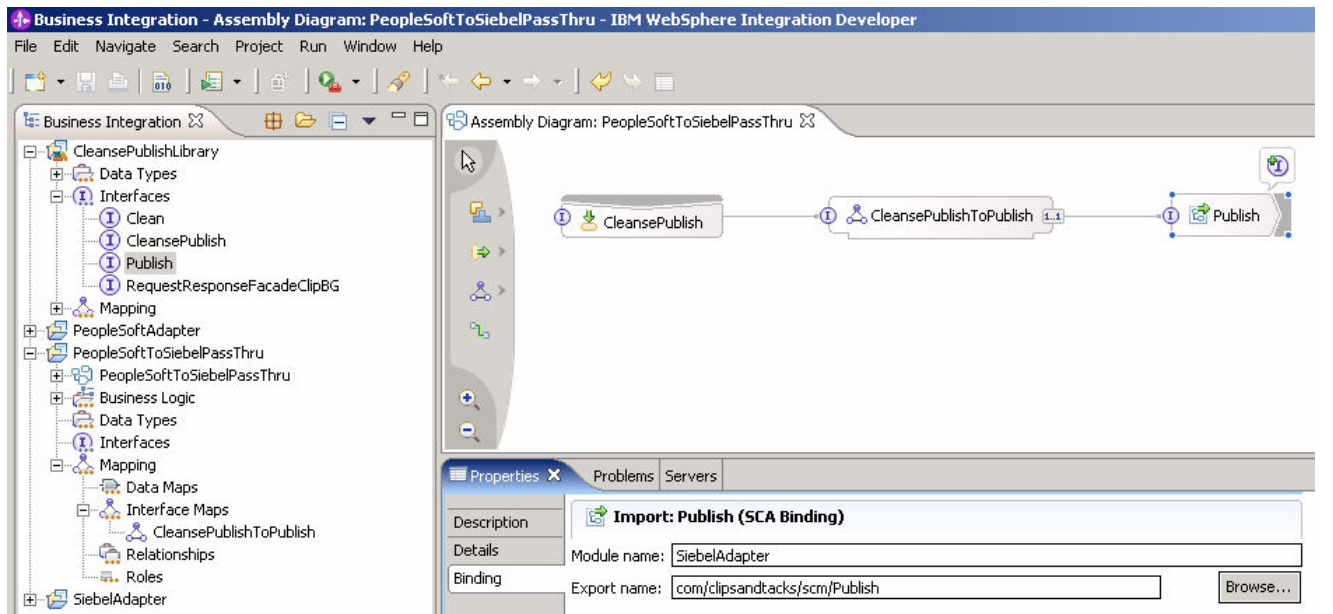 Business Integration - Assembly Diagram: PeopleSoftToSiebelPassThru - IBM WebSphere Integration Developer
File Edit Navigate Search Project Run Window Help
010
Business Integration
Assembly Diagram: PeopleSoftToSiebelPassThru
CleansePublishLibrary
Data Types
Interfaces
Clean
CleansePublish
Publish
RequestResponseFacadeClipBG
Mapping
PeopleSoftAdapter
PeopleSoftToSiebelPassThru
PeopleSoftToSiebelPassThru
Business Logic
Data Types
Interfaces
Mapping
Data Maps
Interface Maps
CleansePublishToPublish
Relationships
Roles
SiebelAdapter
CleansePublish
CleansePublishToPublish 1..1
Publish
Properties Problems Servers
Description
Details
Binding
Import: Publish (SCA Binding)
Module name: SiebelAdapter
Export name: com/clipsandtacks/scm/Publish Browse...